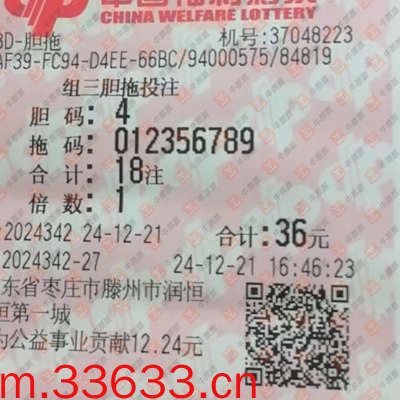 CHINA WELFARE LOTTERY
3D-胆拖 机号:37048223
AF39-FC94-D4EE-66BC/94000575/84819
组三胆拖投注
胆 码: 4
拖 码: 012356789
合 计: 18注
倍 数: 1
2024342 24-12-21 合计:36元
2024342-27 24-12-21 16:46:23
东省枣庄市滕州市润恒
恒第一城
为公益事业贡献12.24元
m.33633.cn